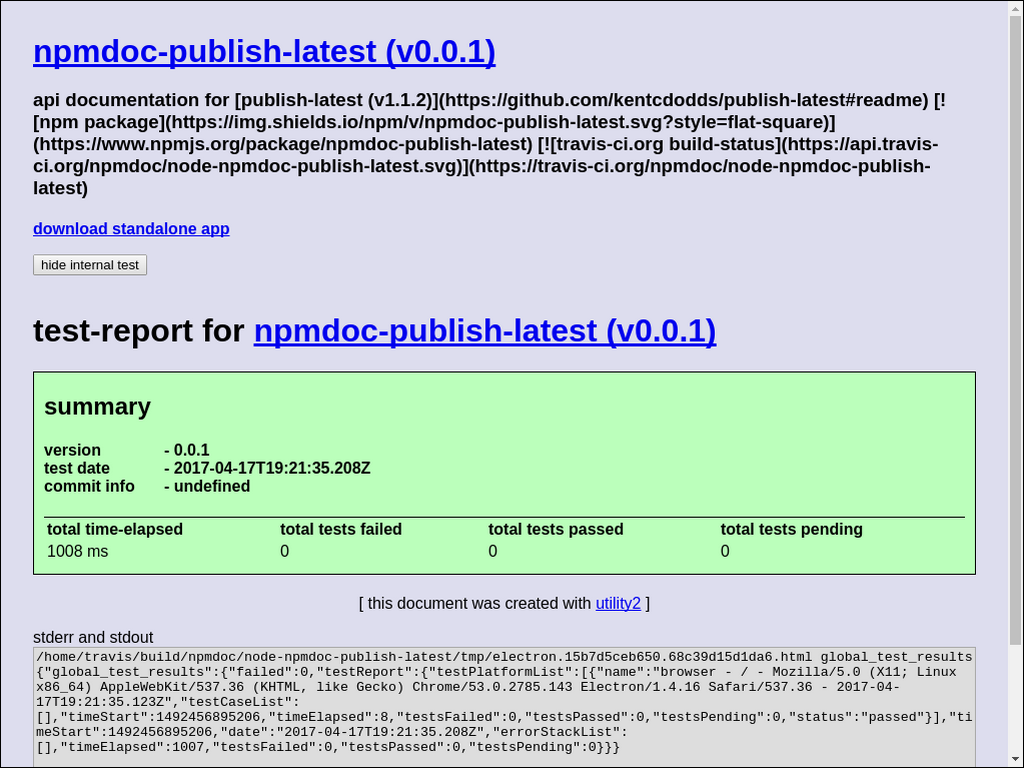 npmdoc-publish-latest (v0.0.1)
api documentation for [publish-latest (v1.1.2)](https://github.com/kentcdodds/publish-latest#readme) [!
[npm package](https://img.shields.io/npm/v/npmdoc-publish-latest.svg?style=flat-square)]
(https://www.npmjs.org/package/npmdoc-publish-latest) [![travis-ci.org build-status](https://api.travis-
ci.org/npmdoc/node-npmdoc-publish-latest.svg)](https://travis-ci.org/npmdoc/node-npmdoc-publish-
latest)
download standalone app
hide internal test
test-report for npmdoc-publish-latest (v0.0.1)
summary
version - 0.0.1
test date - 2017-04-17T19:21:35.208Z
commit info - undefined
total time-elapsed total tests failed total tests passed total tests pending
1008 ms 0 0 0
[ this document was created with utility2 ]
stderr and stdout
/home/travis/build/npmdoc/node-npmdoc-publish-latest/tmp/electron.15b7d5ceb650.68c39d15d1da6.html global_test_results
{"global_test_results":{"failed":0,"testReport":{"testPlatformList":[{"name":"browser - / - Mozilla/5.0 (X11; Linux
x86_64) AppleWebKit/537.36 (KHTML, like Gecko) Chrome/53.0.2785.143 Electron/1.4.16 Safari/537.36 - 2017-04-
17T19:21:35.123Z","testCaseList":
[],"timeStart":1492456895206,"timeElapsed":8,"testsFailed":0,"testsPassed":0,"testsPending":0,"status":"passed"}],"ti
meStart":1492456895206,"date":"2017-04-17T19:21:35.208Z","errorStackList":
[],"timeElapsed":1007,"testsFailed":0,"testsPassed":0,"testsPending":0}}}